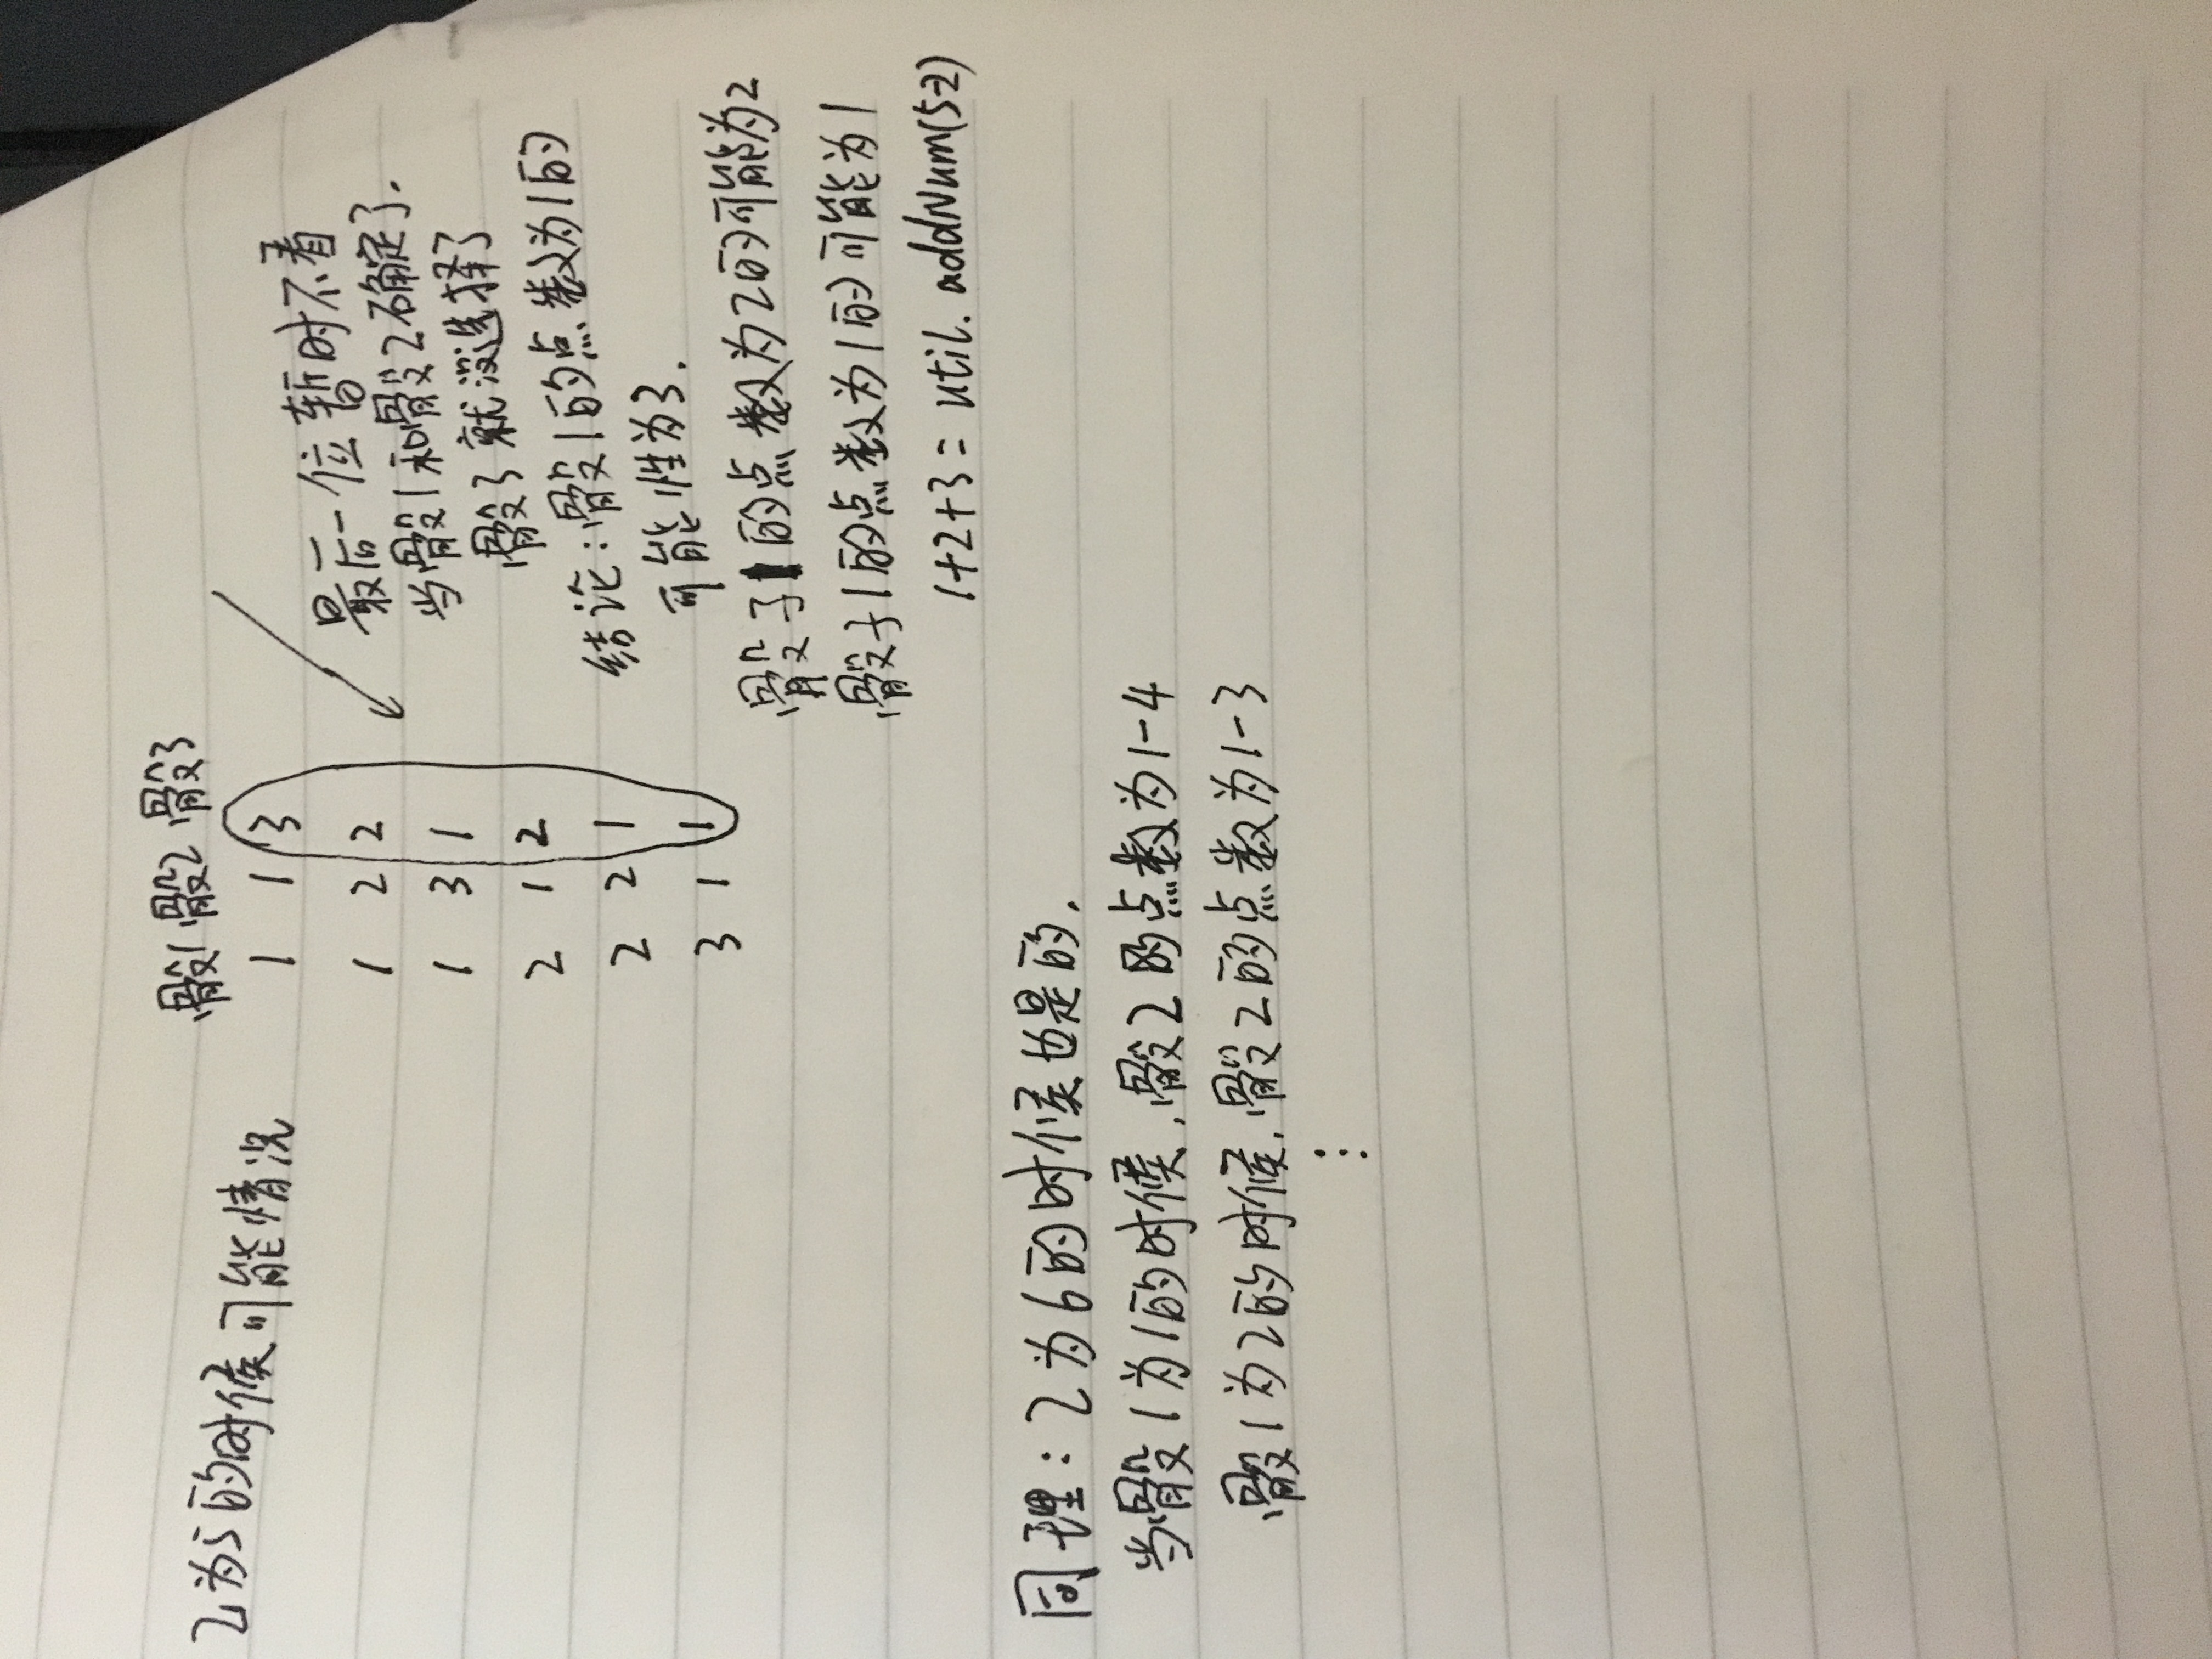 骰1 骰2 骰3
Z为5的时候可能情况
1 1 3
1 2 2
1 3 1
2 1 2
2 2 1
3 1 1
最后一位暂时不看
当骰1和骰2确定了.
骰3就没选择了
结论:骰1的点数为1的
可能性为3.
骰子1的点数为2的可能为2
骰子1的点数为1的可能为1
1+2+3 = util. addNum(5-2)
同理:Z为6的时候也是的.
当骰1为1的时候,骰2的点数为1-4
骰1为2的时候,骰2的点数为1-3
⋮